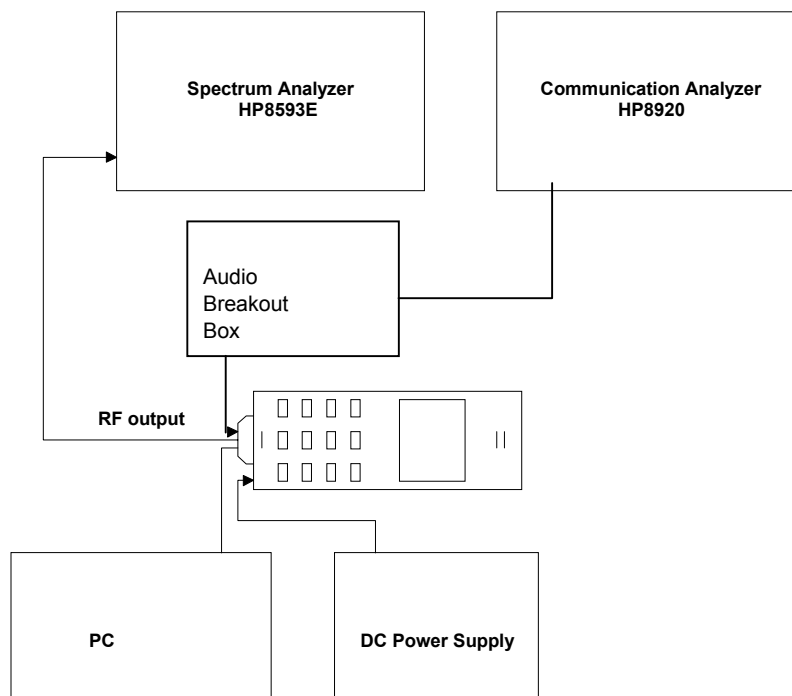 Spectrum Analyzer
HP8593E
Communication Analyzer
HP8920
Audio
Breakout
Box
RF output
PC
DC Power Supply